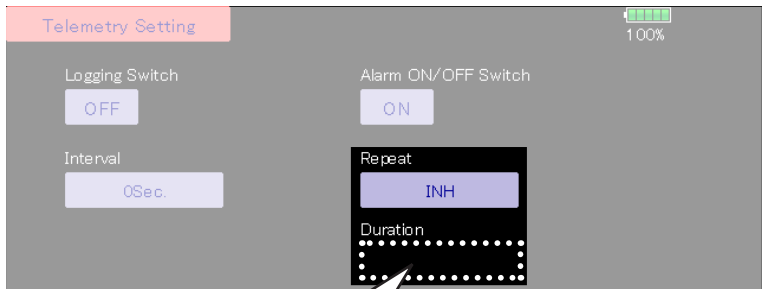 Telemetry Setting
100%
Logging Switch
OFF
Alarm ON/OFF Switch
ON
Interval
0Sec.
Repeat
INH
Duration